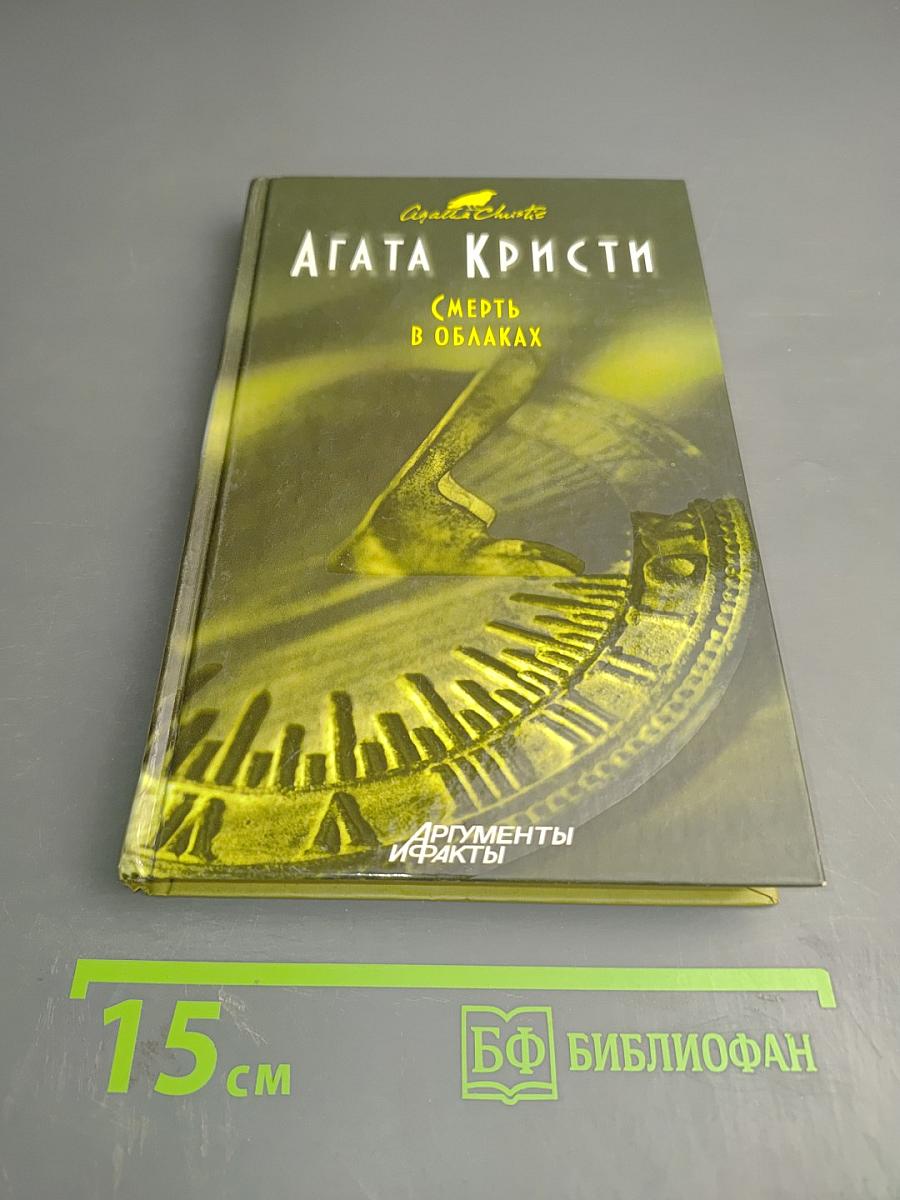 Agatha Christie
Агата Кристи
Смерть
в облаках
Аргументы
и Факты
15 см
БФ БИБЛИОФАН